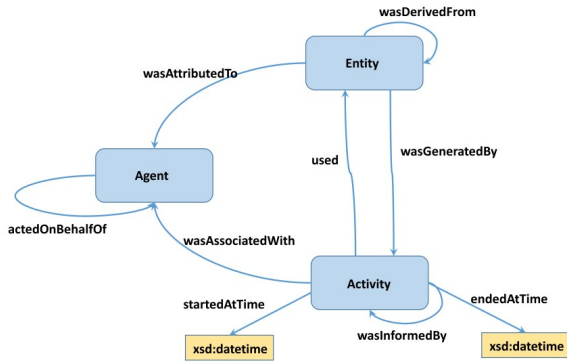 wasDerivedFrom
Entity
wasAttributedTo
used
wasGeneratedBy
Agent
actedOnBehalfOf
wasAssociatedWith
Activity
startedAtTime
endedAtTime
wasInformedBy
xsd:datetime
xsd:datetime